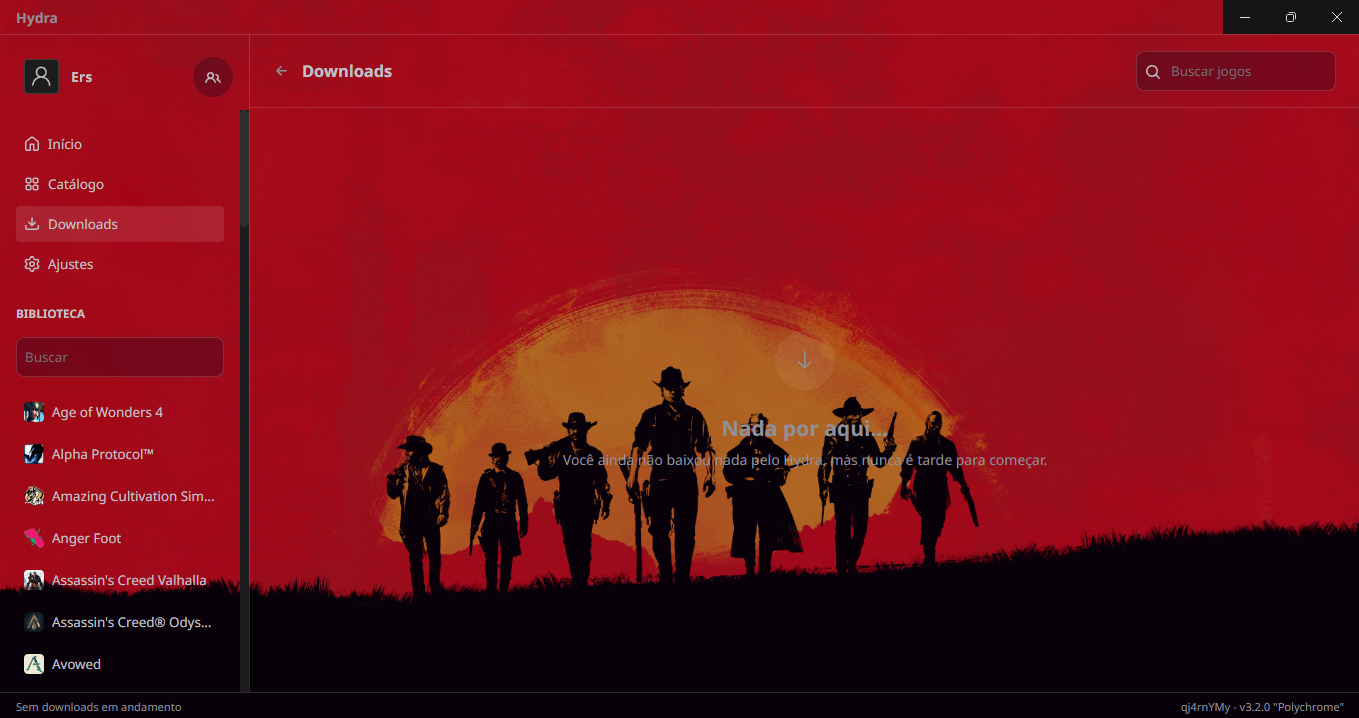 Hydra
Ers
Downloads
Buscar jogos
Início
Catálogo
Downloads
Ajustes
BIBLIOTECA
Buscar
Age of Wonders 4
Alpha Protocol™
Amazing Cultivation Sim...
Anger Foot
Assassin's Creed Valhalla
Assassin's Creed® Odys...
Avowed
Nada por aqui...
Você ainda não baixou nada pelo Hydra, mas nunca é tarde para começar.
Sem downloads em andamento
qj4rnYMy - v3.2.0 "Polychrome"